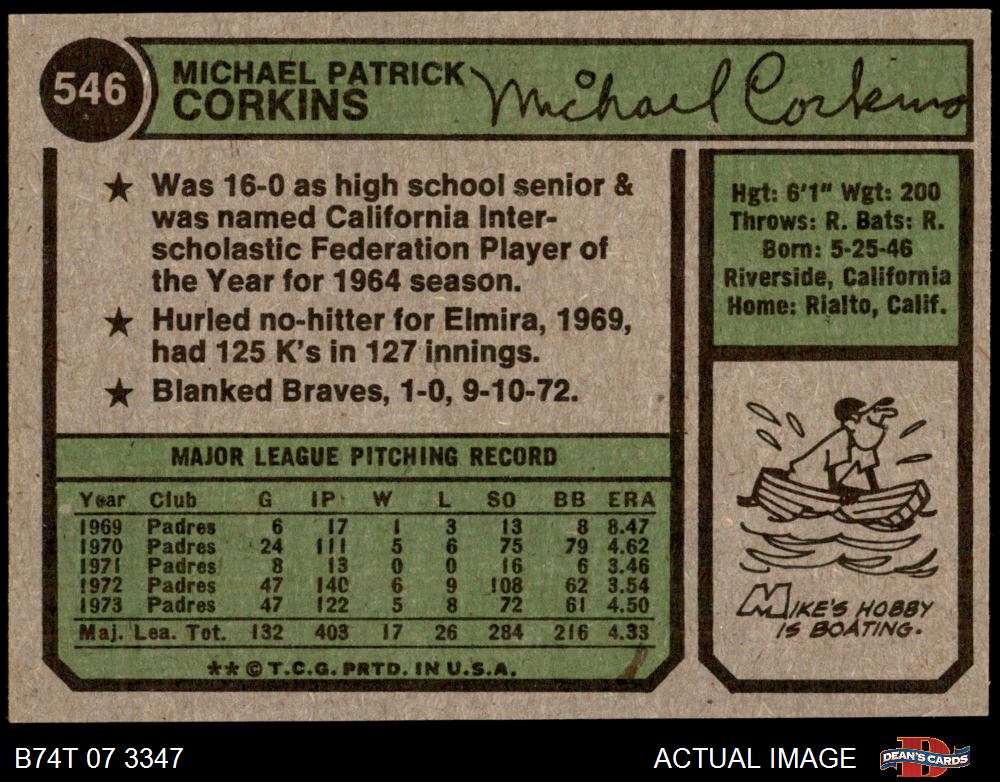 546
MICHAEL PATRICK
CORKINS
Michael Corkins
★ Was 16-0 as high school senior &
was named California Inter-
scholastic Federation Player of
the Year for 1964 season.
★ Hurled no-hitter for Elmira, 1969,
had 125 K's in 127 innings.
★ Blanked Braves, 1-0, 9-10-72.
Hgt: 6'1" Wgt: 200
Throws: R. Bats: R.
Born: 5-25-46
Riverside, California
Home: Rialto, Calif.
MAJOR LEAGUE PITCHING RECORD
Year Club G IP W L SO BB ERA
1969 Padres 6 17 1 3 13 8 8.47
1970 Padres 24 111 5 6 75 79 4.62
1971 Padres 8 13 0 0 16 6 3.46
1972 Padres 47 140 6 9 108 62 3.54
1973 Padres 47 122 5 8 72 61 4.50
Maj. Lea. Tot. 132 403 17 26 284 216 4.33
** © T.C.G. PRTD. IN U.S.A.
MIKE'S HOBBY
IS BOATING.
B74T 07 3347
ACTUAL IMAGE
D DEAN'S CARDS